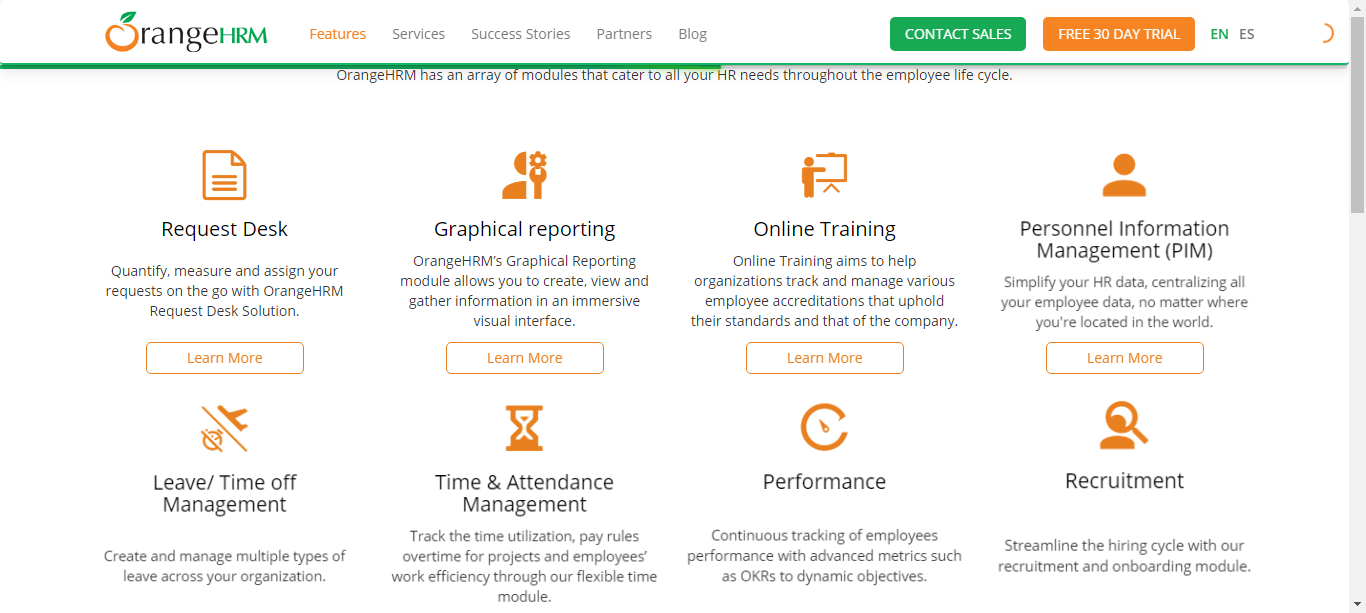 OrangeHRM
Features
Services
Success Stories
Partners
Blog
CONTACT SALES
FREE 30 DAY TRIAL
EN
ES
OrangeHRM has an array of modules that cater to all your HR needs throughout the employee life cycle.
Request Desk
Quantify, measure and assign your
requests on the go with OrangeHRM
Request Desk Solution.
Learn More
Graphical reporting
OrangeHRM’s Graphical Reporting
module allows you to create, view and
gather information in an immersive
visual interface.
Learn More
Online Training
Online Training aims to help
organizations track and manage various
employee accreditations that uphold
their standards and that of the company.
Learn More
Personnel Information
Management (PIM)
Simplify your HR data, centralizing all
your employee data, no matter where
you're located in the world.
Learn More
Leave/ Time off
Management
Create and manage multiple types of
leave across your organization.
Time & Attendance
Management
Track the time utilization, pay rules
overtime for projects and employees’
work efficiency through our flexible time
module.
Performance
Continuous tracking of employees
performance with advanced metrics such
as OKRs to dynamic objectives.
Recruitment
Streamline the hiring cycle with our
recruitment and onboarding module.